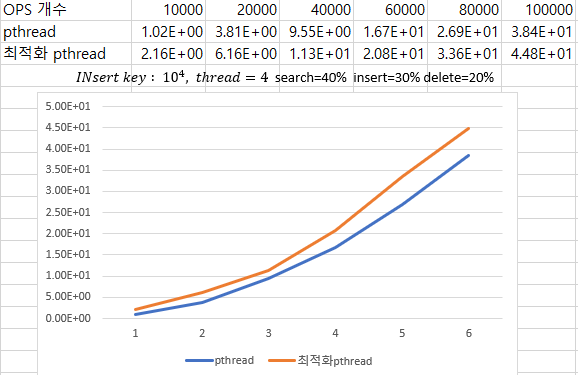 OPS 개수 10000 20000 40000 60000 80000 100000
pthread 1.02E+00 3.81E+00 9.55E+00 1.67E+01 2.69E+01 3.84E+01
최적화 pthread 2.16E+00 6.16E+00 1.13E+01 2.08E+01 3.36E+01 4.48E+01
INsert key: 10⁴, thread = 4 search=40% insert=30% delete=20%
5.00E+01
4.50E+01
4.00E+01
3.50E+01
3.00E+01
2.50E+01
2.00E+01
1.50E+01
1.00E+01
5.00E+00
0.00E+00
1 2 3 4 5 6
pthread 최적화pthread